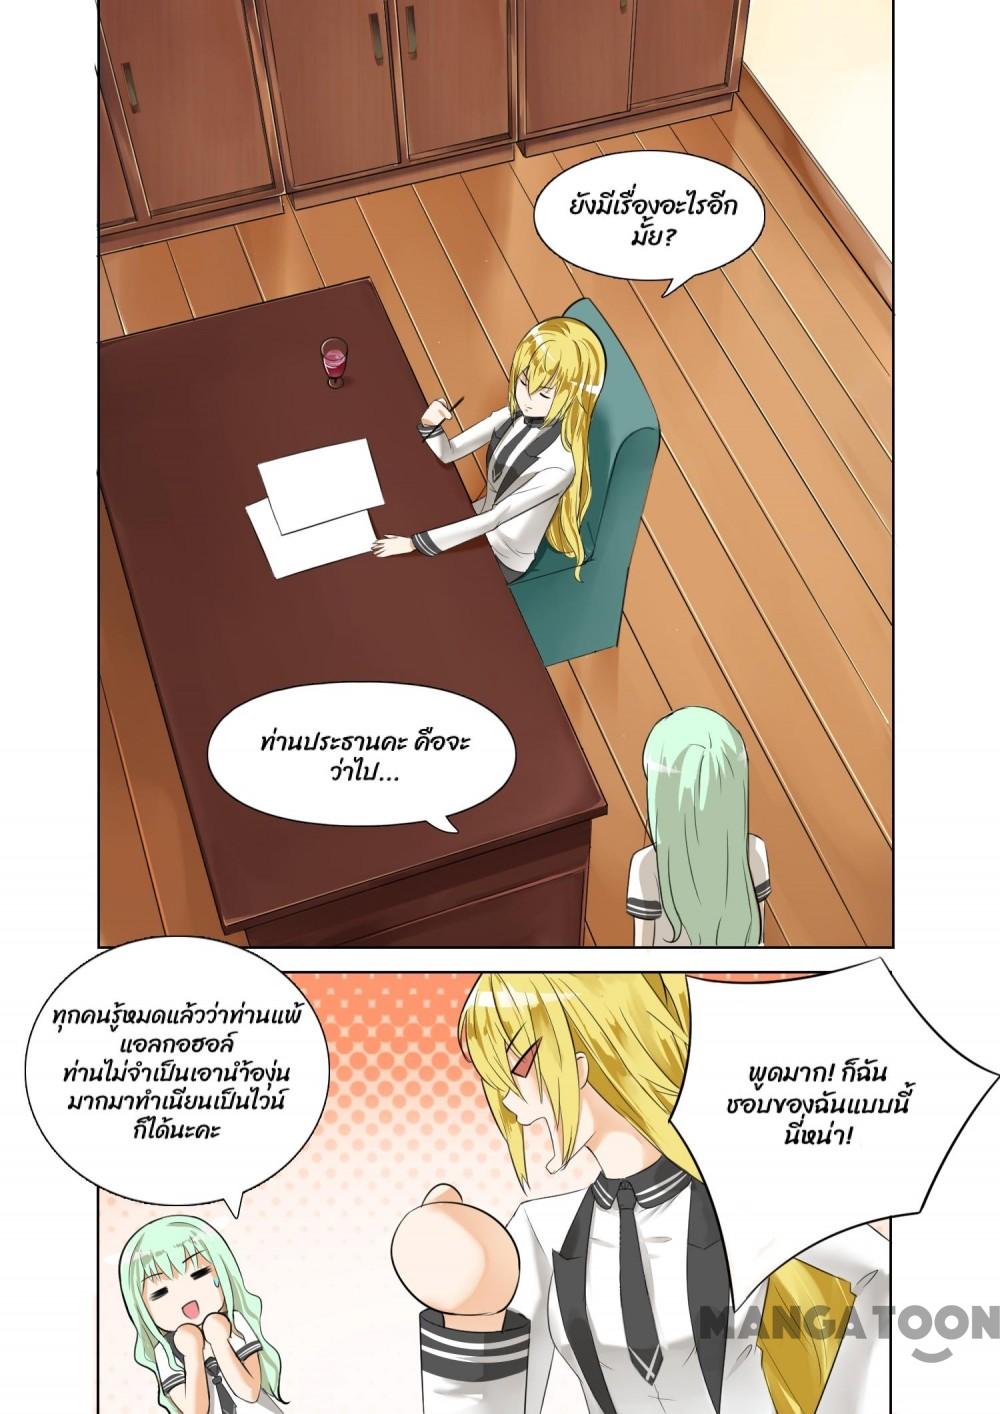 ยังมีเรื่องอะไรอีก
มั้ย?
ท่านประธานคะ คือจะ
ว่าไป...
ทุกคนรู้หมดแล้วว่าท่านแพ้
แอลกอฮอล์
ท่านไม่จำเป็นเอานำ้องุ่น
มากมาทำเนียนเป็นไวน์
ก็ได้นะคะ
พูดมาก! ก็ฉัน
ชอบของฉันแบบนี้
นี่หน่า!
MANGATOON